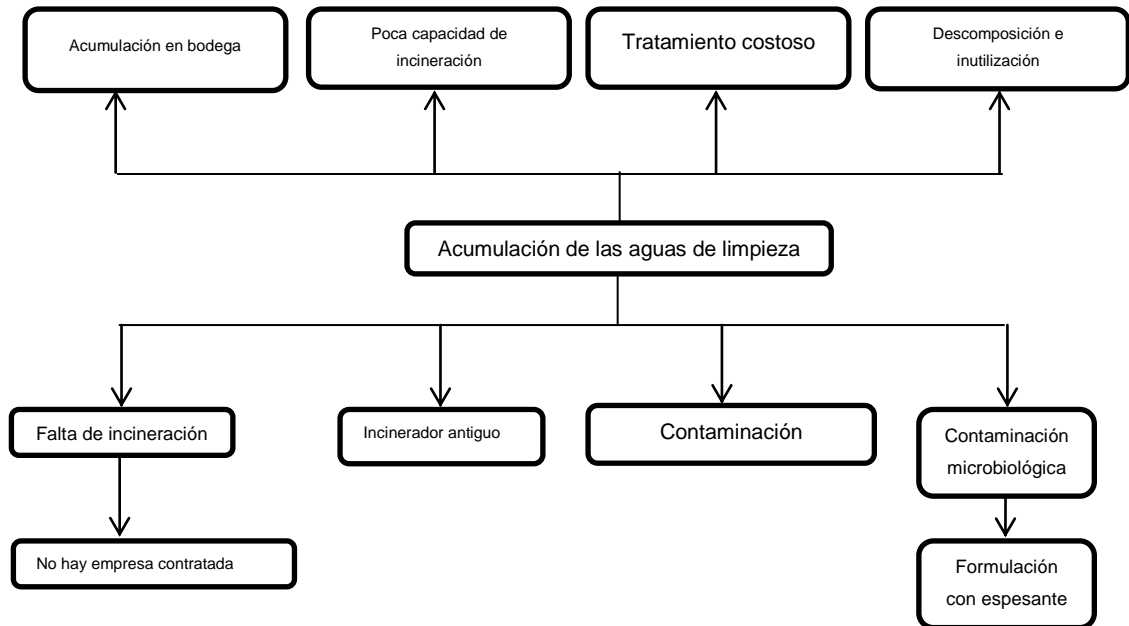 Acumulación en bodega
Poca capacidad de
incineración
Tratamiento costoso
Descomposición e
inutilización
Acumulación de las aguas de limpieza
Falta de incineración
Incinerador antiguo
Contaminación
Contaminación
microbiológica
No hay empresa contratada
Formulación
con espesante